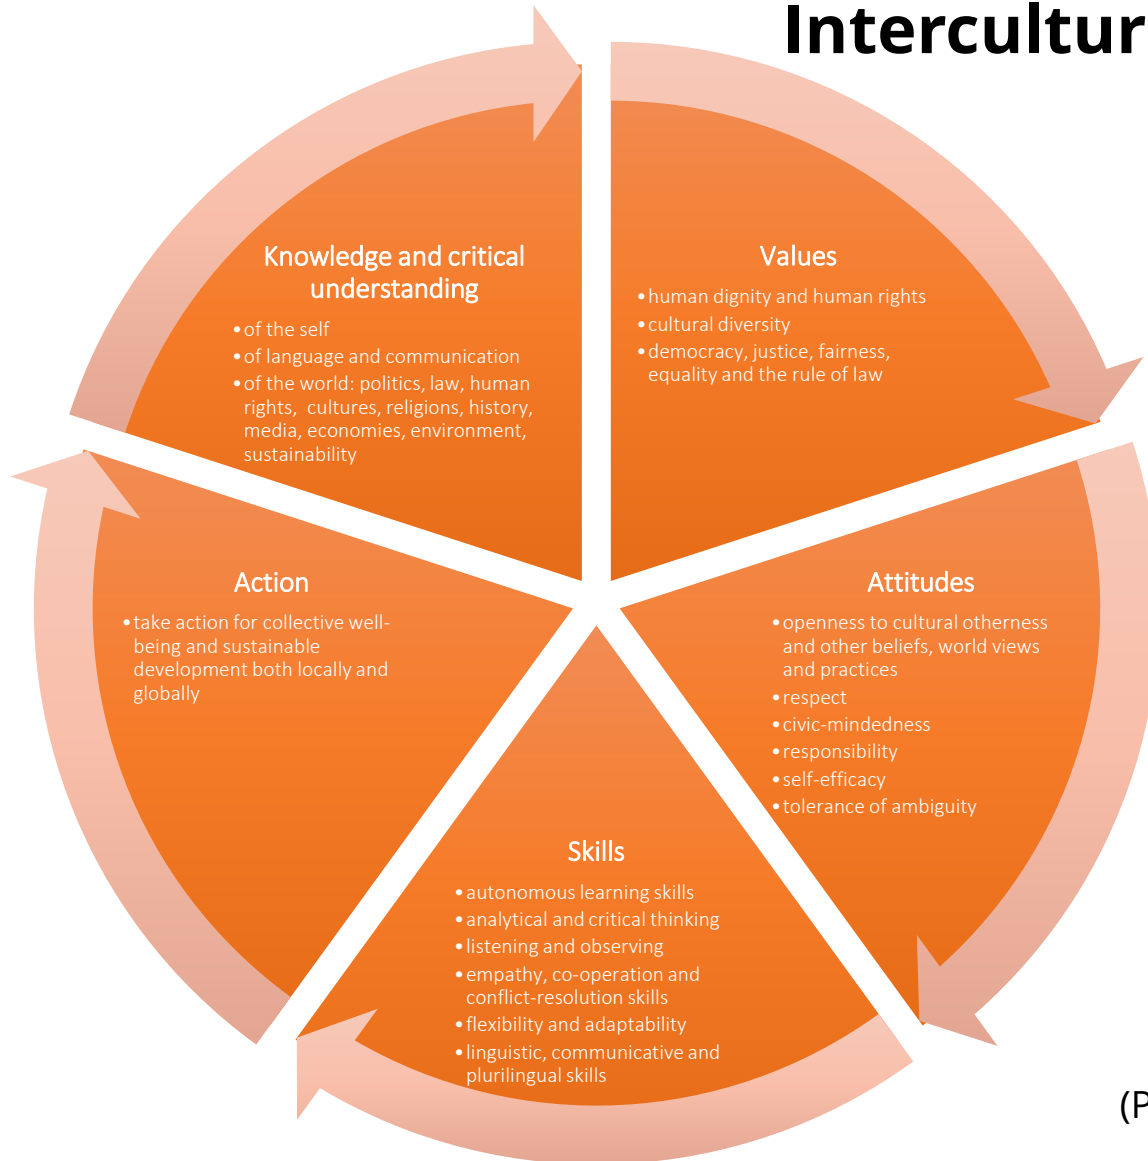 Intercultur
Knowledge and critical
understanding
•of the self
•of language and communication
•of the world: politics, law, human
rights, cultures, religions, history,
media, economies, environment,
sustainability
Values
•human dignity and human rights
•cultural diversity
•democracy, justice, fairness,
equality and the rule of law
Attitudes
•openness to cultural otherness
and other beliefs, world views
and practices
•respect
•civic-mindedness
•responsibility
•self-efficacy
•tolerance of ambiguity
Skills
•autonomous learning skills
•analytical and critical thinking
•listening and observing
•empathy, co-operation and
conflict-resolution skills
•flexibility and adaptability
•linguistic, communicative and
plurilingual skills
Action
•take action for collective well-
being and sustainable
development both locally and
globally
(P